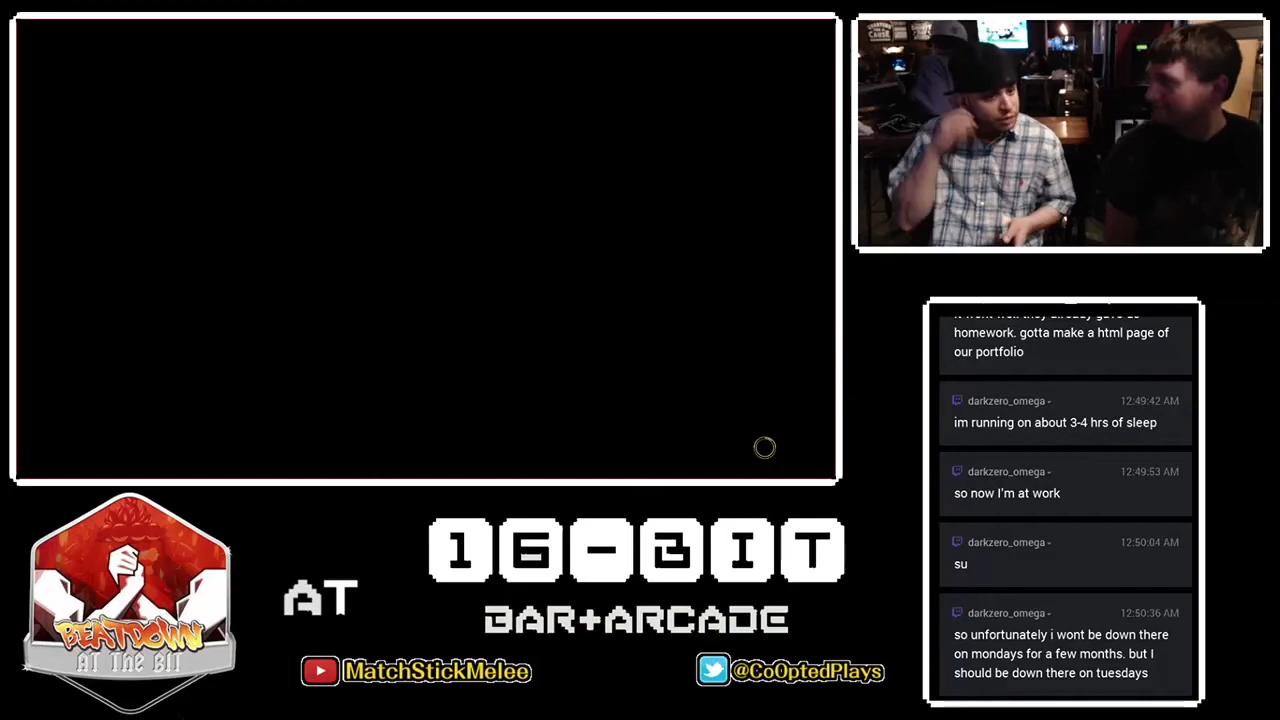 homework. gotta make a html page of
our portfolio
darkzero_omega
12:49:42 AM
im running on about 3-4 hrs of sleep
darkzero_omega
12:49:53 AM
so now I'm at work
darkzero_omega
12:50:04 AM
su
darkzero_omega
12:50:36 AM
so unfortunately i wont be down there
on mondays for a few months. but I
should be down there on tuesdays
BEATDOWN
AT THE BIT
AT
16-BIT
BAR+ARCADE
MatchStickMelee
@CoOptedPlays